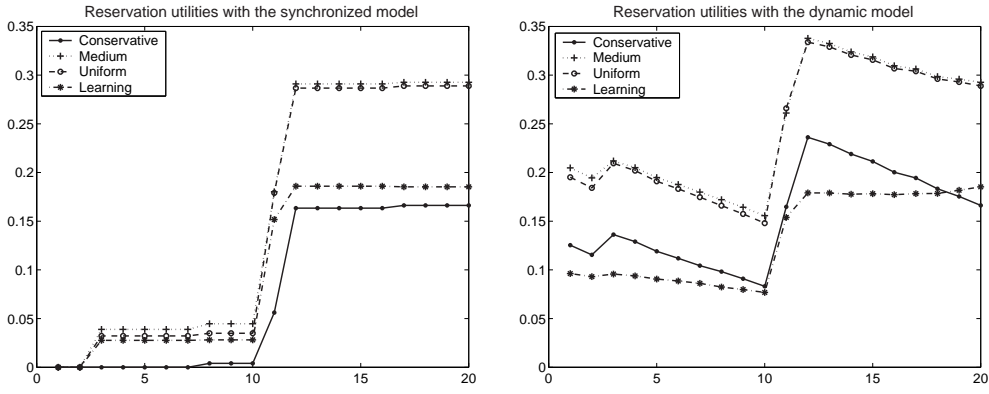 Reservation utilities with the synchronized model
0.35
0.3
0.25
0.2
0.15
0.1
0.05
0
0
5
10
15
20
Conservative
Medium
Uniform
Learning
Reservation utilities with the dynamic model
0.35
0.3
0.25
0.2
0.15
0.1
0.05
0
0
5
10
15
20
Conservative
Medium
Uniform
Learning